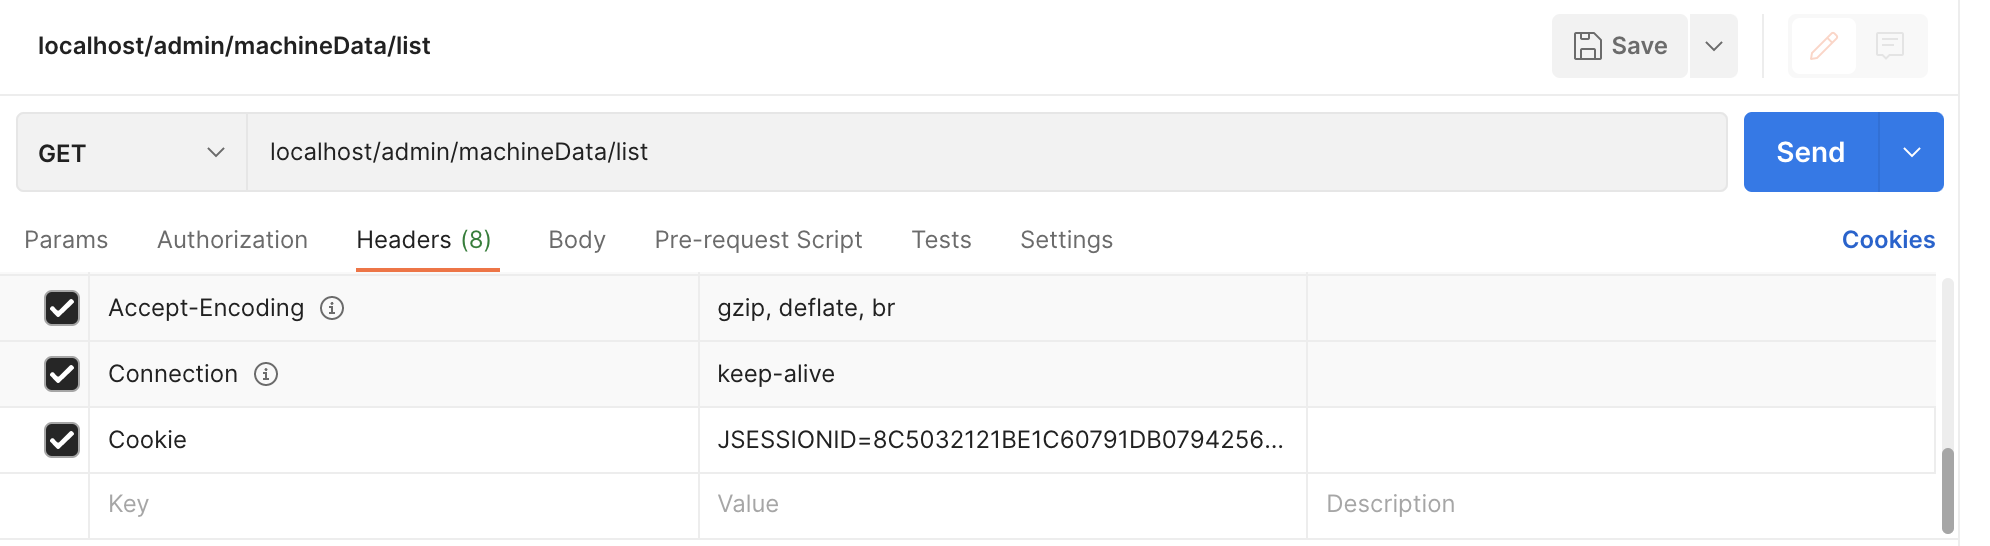 localhost/admin/machineData/list
Save
GET
localhost/admin/machineData/list
Send
Params Authorization Headers (8) Body Pre-request Script Tests Settings Cookies
Accept-Encoding gzip, deflate, br
Connection keep-alive
Cookie JSESSIONID=8C5032121BE1C60791DB0794256...
Key Value Description